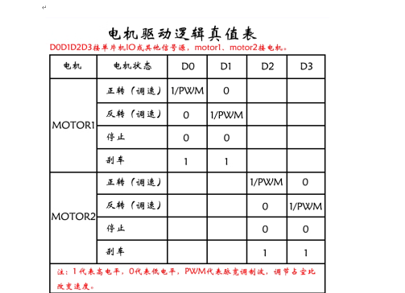 电机驱动逻辑真值表
D0D1D2D3接单片机IO或其他信号源，motor1，motor2接电机。
电机 电机状态 D0 D1 D2 D3
MOTOR1
正转（调速） 1/PWM 0
反转（调速） 0 1/PWM
停止 0 0
刹车 1 1
MOTOR2
正转（调速） 1/PWM 0
反转（调速） 0 1/PWM
停止 0 0
刹车 1 1
注：1代表高电平，0代表低电平，PWM代表脉宽调制波，调节占空比
改变速度。